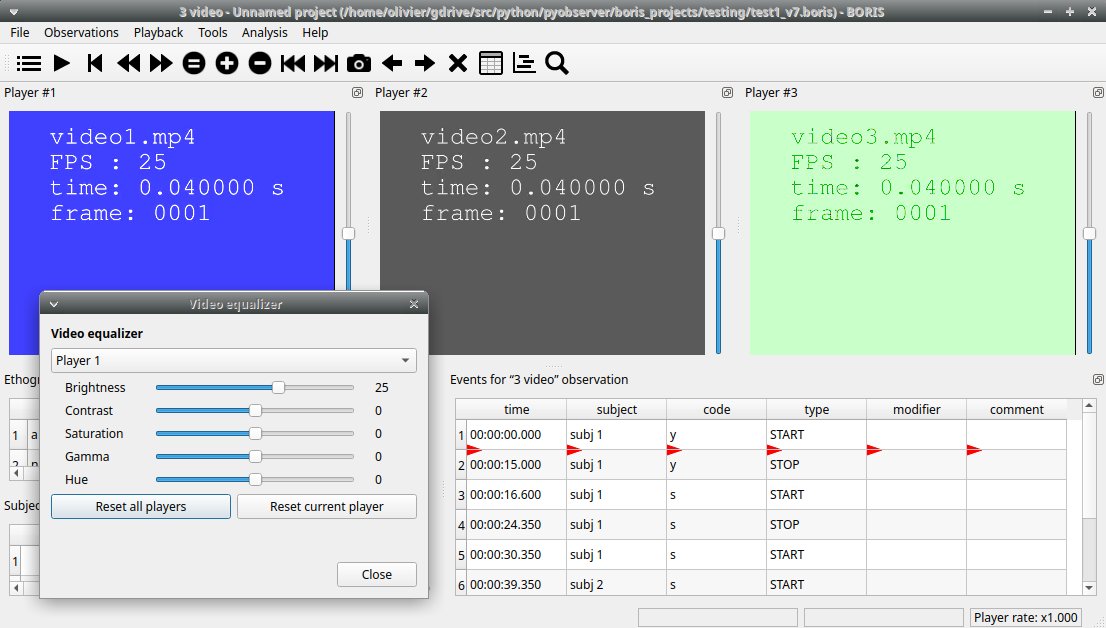 3 video - Unnamed project (/home/olivier/gdrive/src/python/pyobserver/boris_projects/testing/test1_v7.boris) - BORIS
File Observations Playback Tools Analysis Help
Player #1 Player #2 Player #3
video1.mp4
FPS : 25
time: 0.040000 s
frame: 0001
video2.mp4
FPS : 25
time: 0.040000 s
frame: 0001
video3.mp4
FPS : 25
time: 0.040000 s
frame: 0001
Video equalizer
Video equalizer
Player 1
Brightness 25
Contrast 0
Saturation 0
Gamma 0
Hue 0
Reset all players Reset current player
Close
1 a
2
1
Events for “3 video” observation
time subject code type modifier comment
1 00:00:00.000 subj 1 y START
2 00:00:15.000 subj 1 y STOP
3 00:00:16.600 subj 1 s START
4 00:00:24.350 subj 1 s STOP
5 00:00:30.350 subj 1 s START
6 00:00:39.350 subj 2 s START
Player rate: x1.000